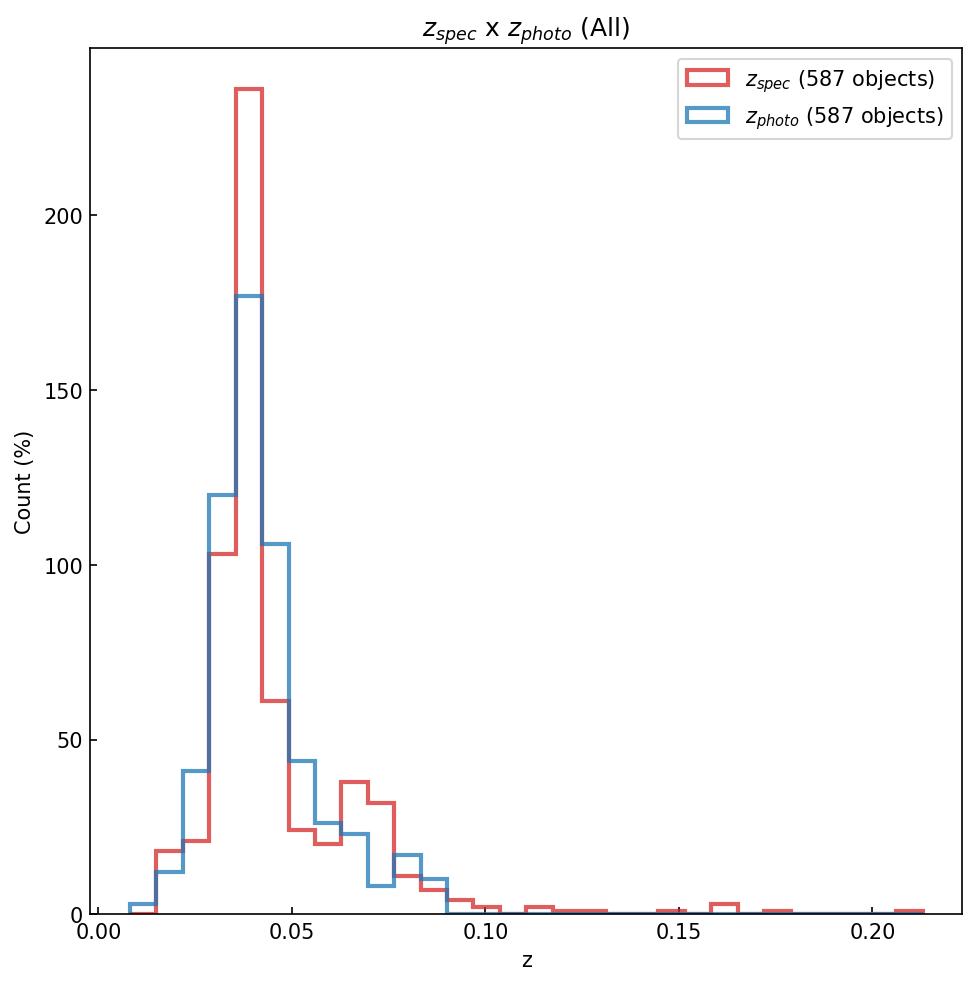 z_spec x z_photo (All)
z_spec (587 objects)
z_photo (587 objects)
Count (%)
200
150
100
50
0
0.00 0.05 0.10 0.15 0.20
z